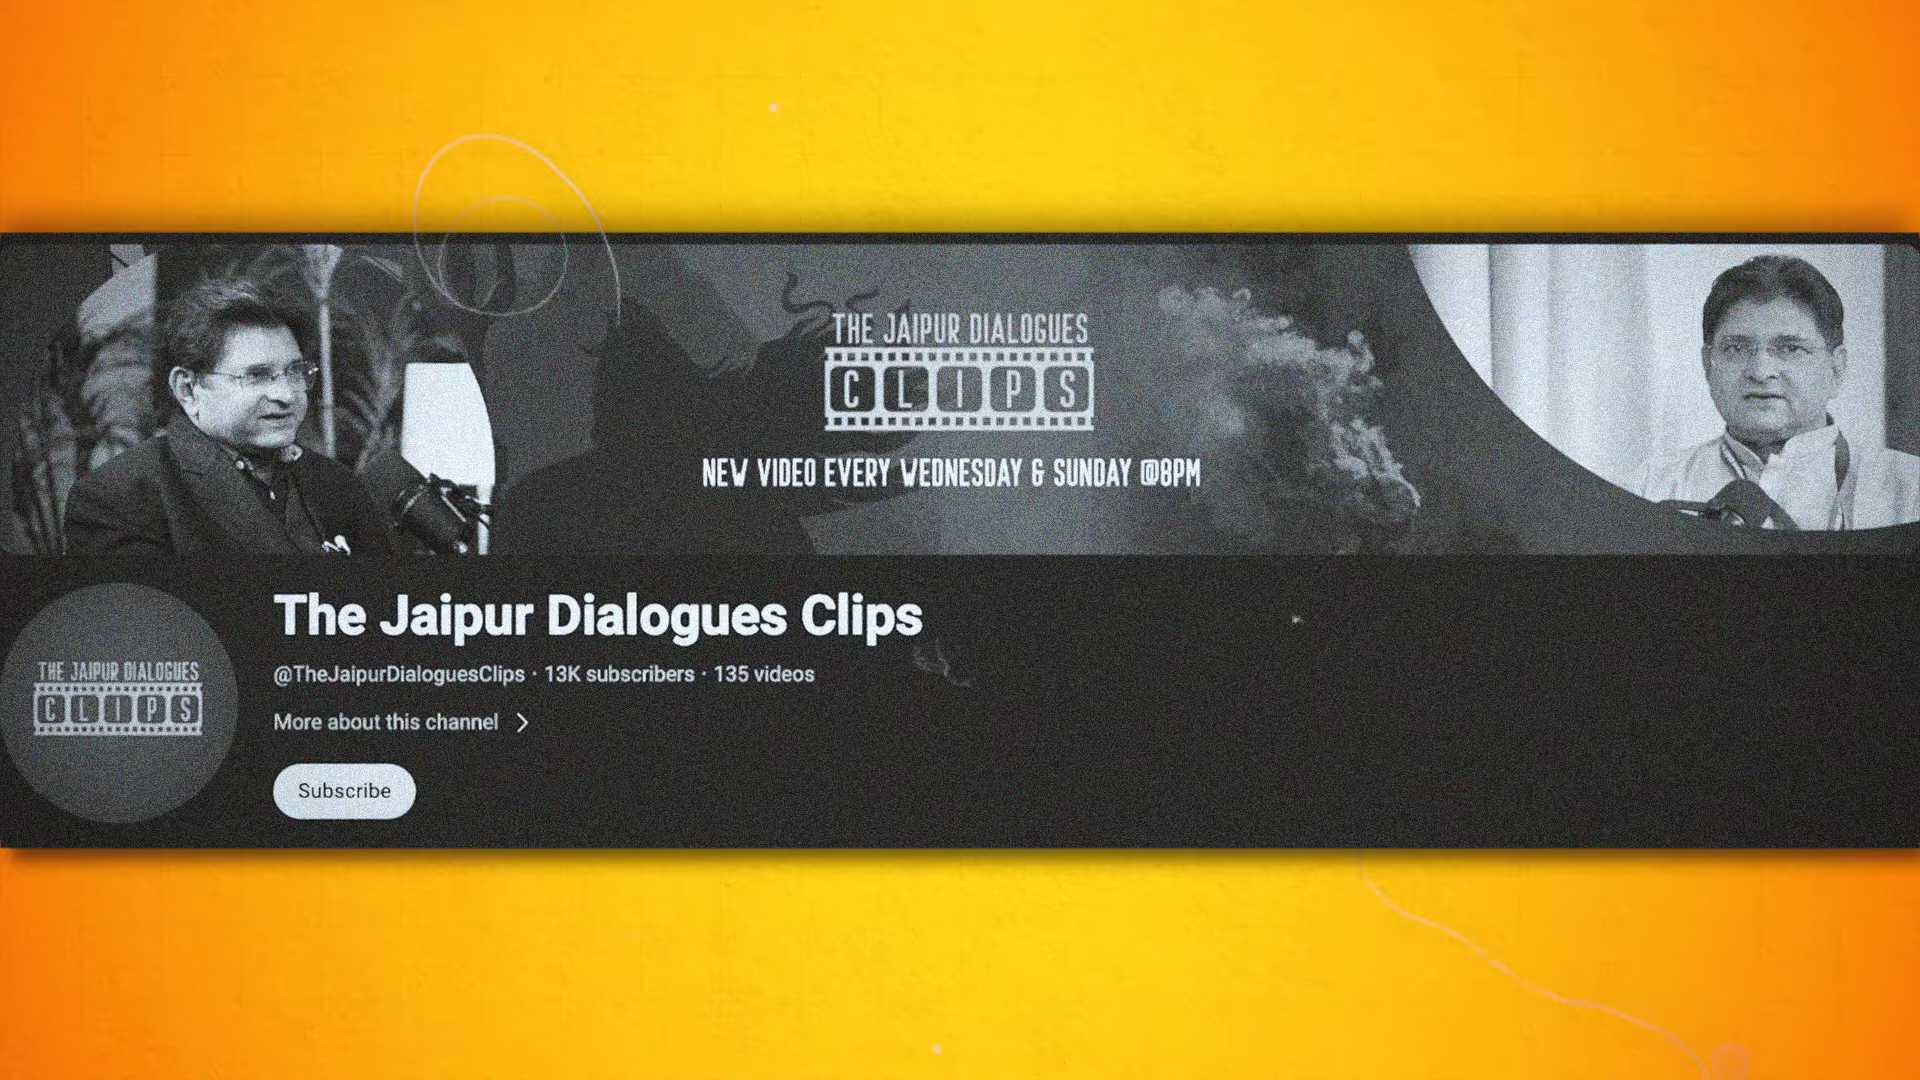 THE JAIPUR DIALOGUES
CLIPS
NEW VIDEO EVERY WEDNESDAY & SUNDAY @8PM
The Jaipur Dialogues Clips
@TheJaipurDialoguesClips · 13K subscribers · 135 videos
THE JAIPUR DIALOGUES
CLIPS
More about this channel >
Subscribe